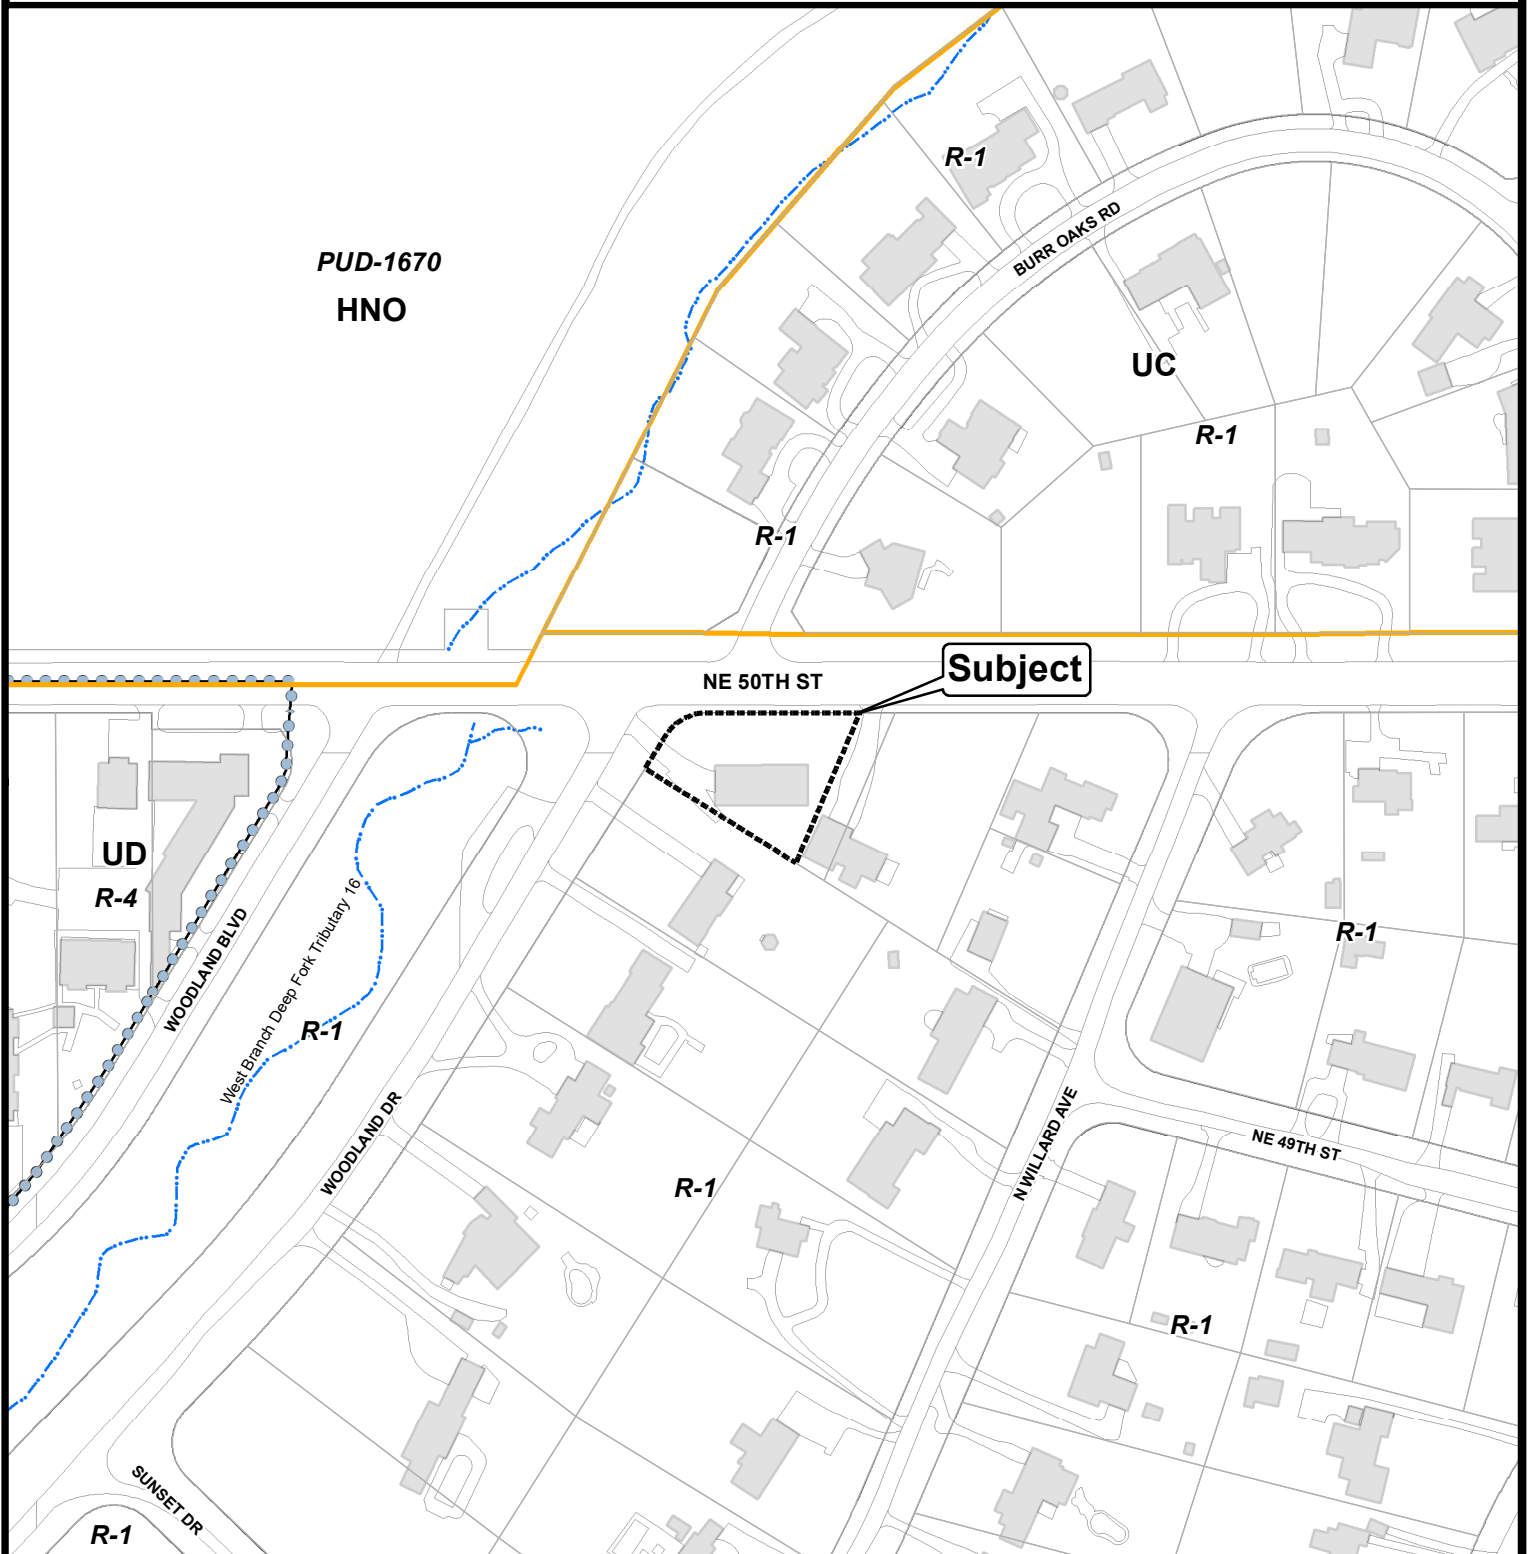 R-1
BURR OAKS RD
PUD-1670
HNO
UC
R-1
R-1
Subject
NE 50TH ST
UD
R-4
WOODLAND BLVD
West Branch Deep Fork Tributary 16
R-1
R-1
WOODLAND DR
N WILLARD AVE
NE 49TH ST
R-1
R-1
SUNSET DR
R-1